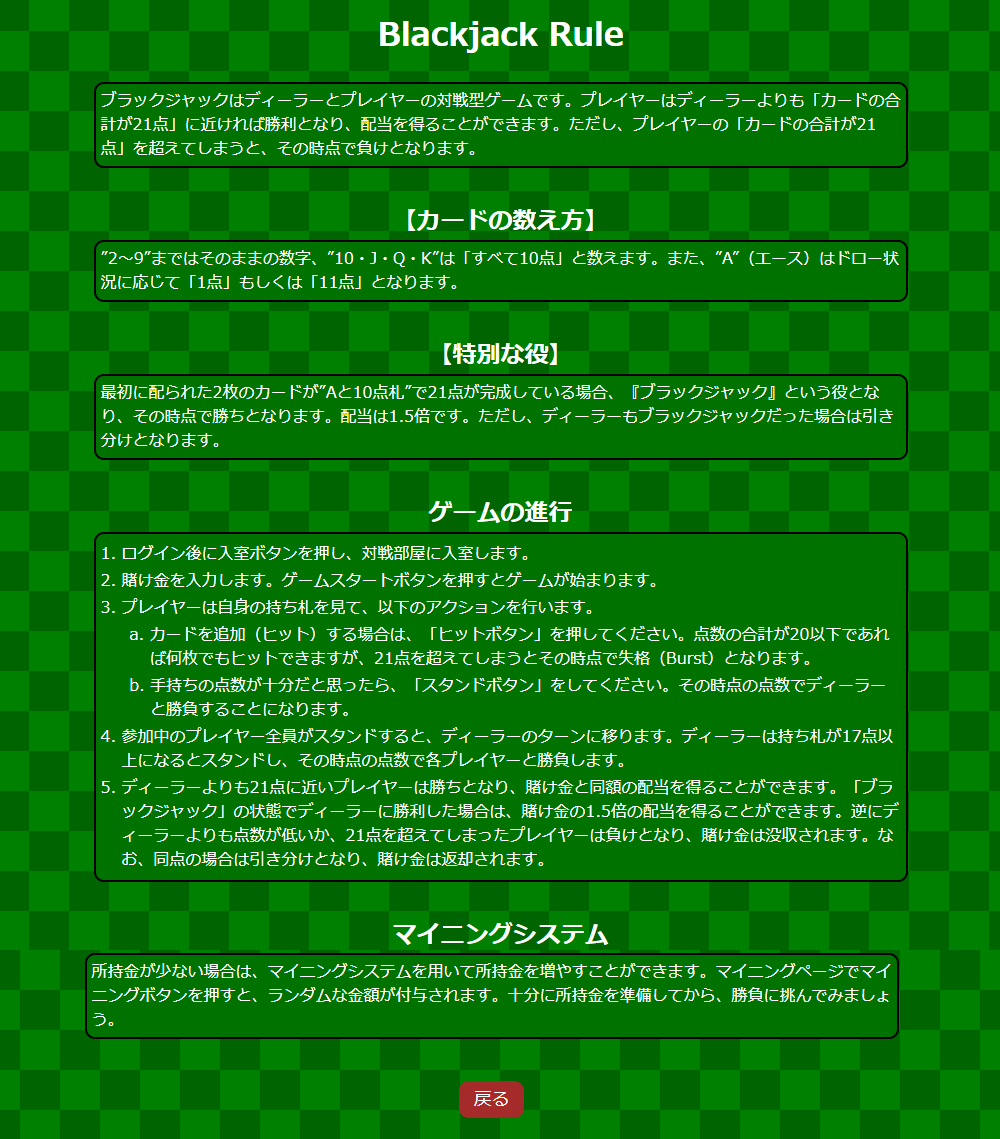 Blackjack Rule
ブラックジャックはディーラーとプレイヤーの対戦型ゲームです。プレイヤーはディーラーよりも「カードの合
計が21点」に近ければ勝利となり、配当を得ることができます。ただし、プレイヤーの「カードの合計が21
点」を超えてしまうと、その時点で負けとなります。
【カードの数え方】
”2～9”まではそのままの数字、”10・J・Q・K”は「すべて10点」と数えます。また、”A”（エース）はドロー状
況に応じて「1点」もしくは「11点」となります。
【特別な役】
最初に配られた2枚のカードが”Aと10点札”で21点が完成している場合、『ブラックジャック』という役とな
り、その時点で勝ちとなります。配当は1.5倍です。ただし、ディーラーもブラックジャックだった場合は引き
分けとなります。
ゲームの進行
1. ログイン後に入室ボタンを押し、対戦部屋に入室します。
2. 賭け金を入力します。ゲームスタートボタンを押すとゲームが始まります。
3. プレイヤーは自身の持ち札を見て、以下のアクションを行います。
a. カードを追加（ヒット）する場合は、「ヒットボタン」を押してください。点数の合計が20以下であれ
ば何枚でもヒットできますが、21点を超えてしまうとその時点で失格（Burst）となります。
b. 手持ちの点数が十分だと思ったら、「スタンドボタン」をしてください。その時点の点数でディーラー
と勝負することになります。
4. 参加中のプレイヤー全員がスタンドすると、ディーラーのターンに移ります。ディーラーは持ち札が17点以
上になるとスタンドし、その時点の点数で各プレイヤーと勝負します。
5. ディーラーよりも21点に近いプレイヤーは勝ちとなり、賭け金と同額の配当を得ることができます。「ブラ
ックジャック」の状態でディーラーに勝利した場合は、賭け金の1.5倍の配当を得ることができます。逆にデ
ィーラーよりも点数が低いか、21点を超えてしまったプレイヤーは負けとなり、賭け金は没収されます。な
お、同点の場合は引き分けとなり、賭け金は返却されます。
マイニングシステム
所持金が少ない場合は、マイニングシステムを用いて所持金を増やすことができます。マイニングページでマイ
ニングボタンを押すと、ランダムな金額が付与されます。十分に所持金を準備してから、勝負に挑んでみましょ
う。
戻る